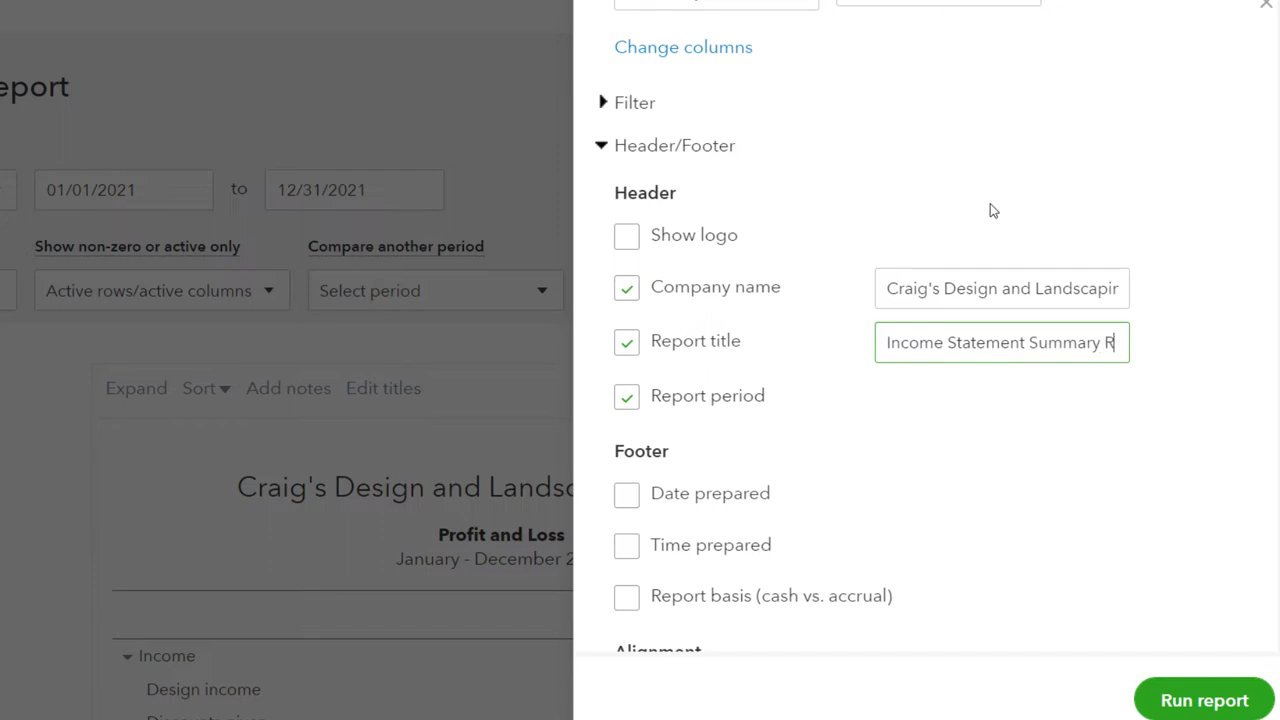 Change columns
eport
Filter
Header/Footer
01/01/2021 to 12/31/2021
Header
Show non-zero or active only Compare another period
Show logo
Active rows/active columns Select period
Company name Craig's Design and Landscapin
Report title Income Statement Summary R
Expand Sort Add notes Edit titles
Report period
Footer
Craig's Design and Landsc
Date prepared
Profit and Loss
Time prepared
January - December 2
Report basis (cash vs. accrual)
Alignment
Income
Design income
Run report